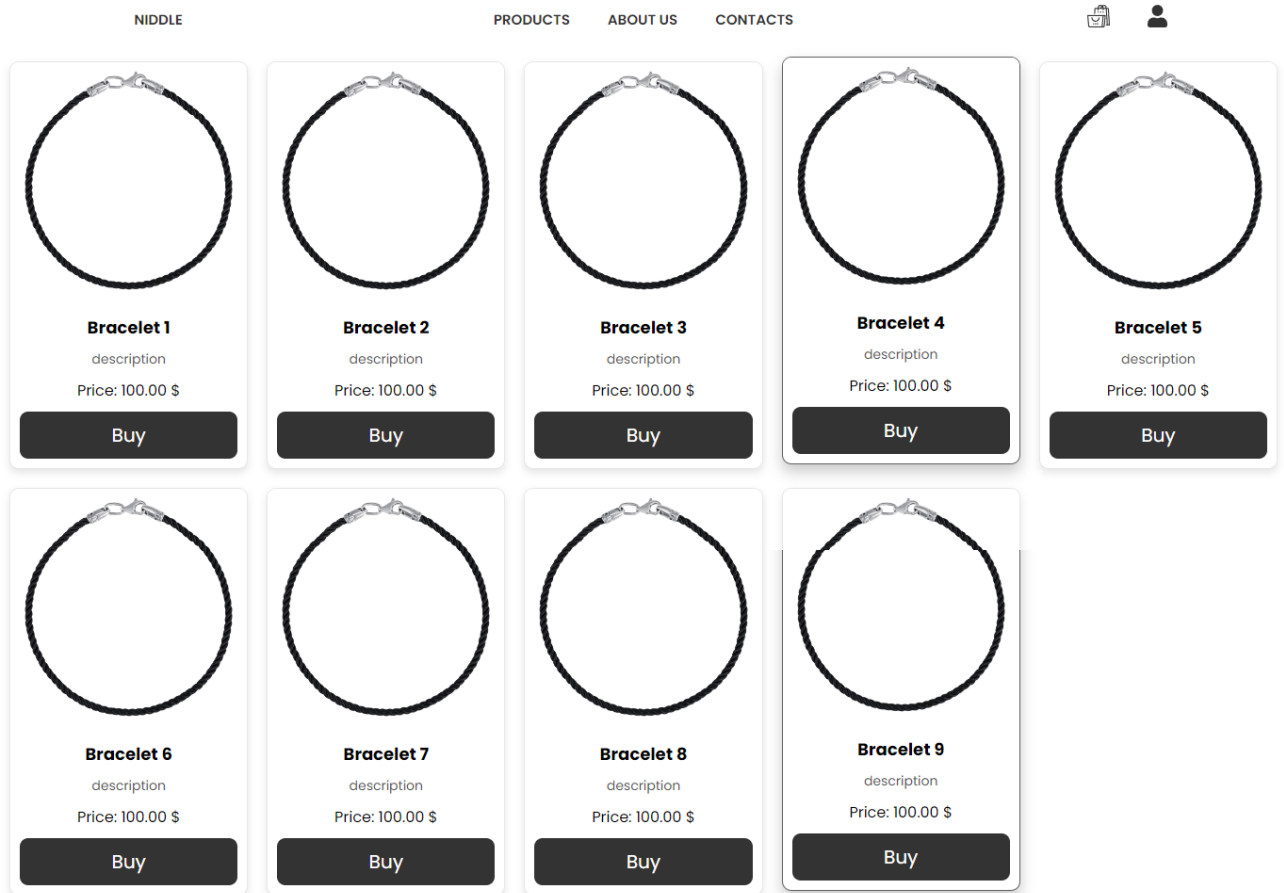 NIDDLE PRODUCTS ABOUT US CONTACTS
Bracelet 1 Bracelet 2 Bracelet 3 Bracelet 4 Bracelet 5
description description description description description
Price: 100.00 $ Price: 100.00 $ Price: 100.00 $ Price: 100.00 $ Price: 100.00 $
Buy Buy Buy Buy Buy
Bracelet 6 Bracelet 7 Bracelet 8 Bracelet 9
description description description description
Price: 100.00 $ Price: 100.00 $ Price: 100.00 $ Price: 100.00 $
Buy Buy Buy Buy